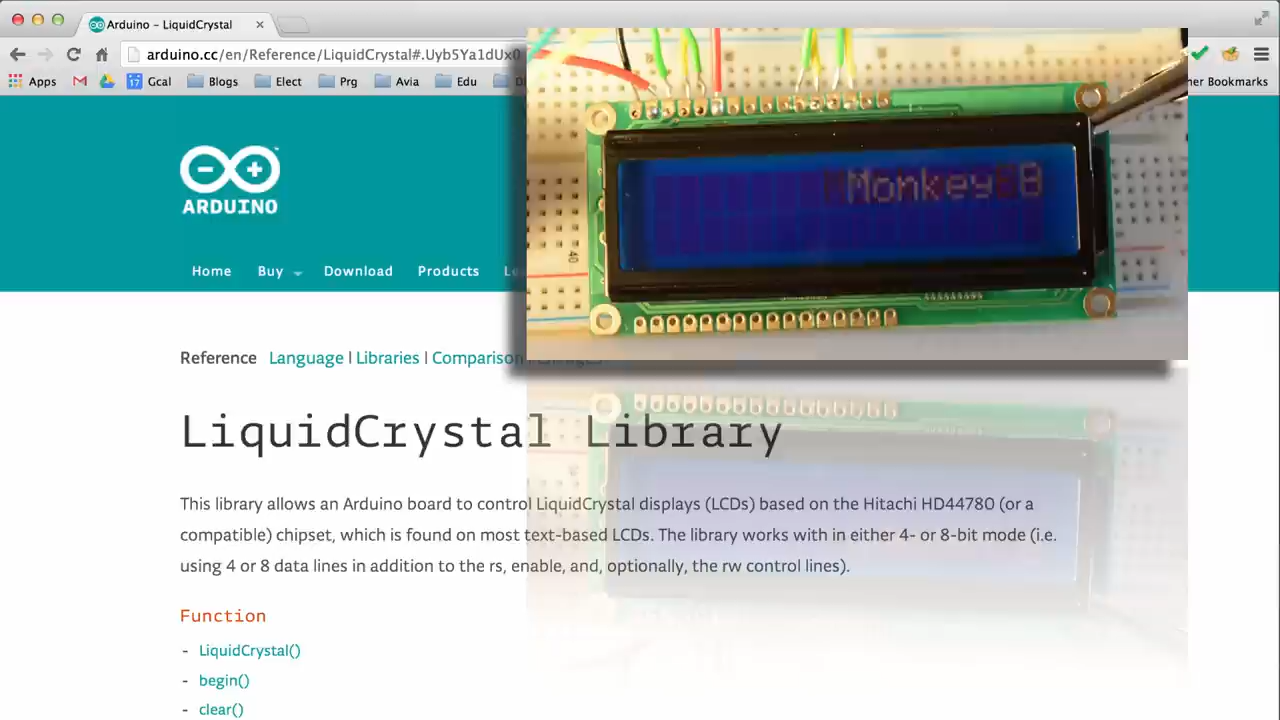 Arduino - LiquidCrystal
arduino.cc/en/Reference/LiquidCrystal#.Uyb5Ya1dUx0
Apps
17
Gcal
Blogs
Elect
Prg
Avia
Edu
Bookmarks
Monkey 8
40
ARDUINO
Home
Buy
Download
Products
Reference Language | Libraries | Comparison
LiquidCrystal Library
This library allows an Arduino board to control LiquidCrystal displays (LCDs) based on the Hitachi HD44780 (or a
compatible) chipset, which is found on most text-based LCDs. The library works with in either 4- or 8-bit mode (i.e.
using 4 or 8 data lines in addition to the rs, enable, and, optionally, the rw control lines).
Function
- LiquidCrystal()
- begin()
- clear()